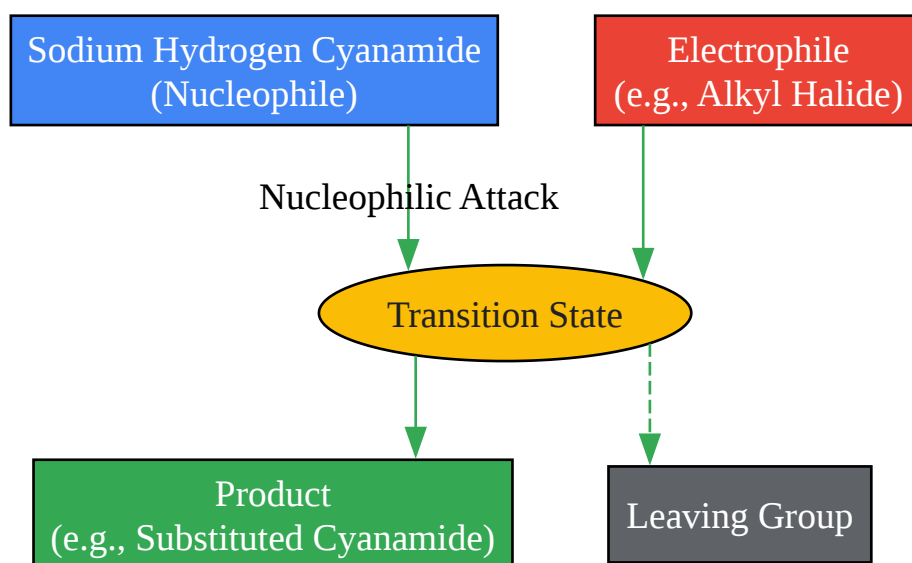 Sodium Hydrogen Cyanamide
(Nucleophile)
Electrophile
(e.g., Alkyl Halide)
Nucleophilic Attack
Transition State
Product
(e.g., Substituted Cyanamide)
Leaving Group